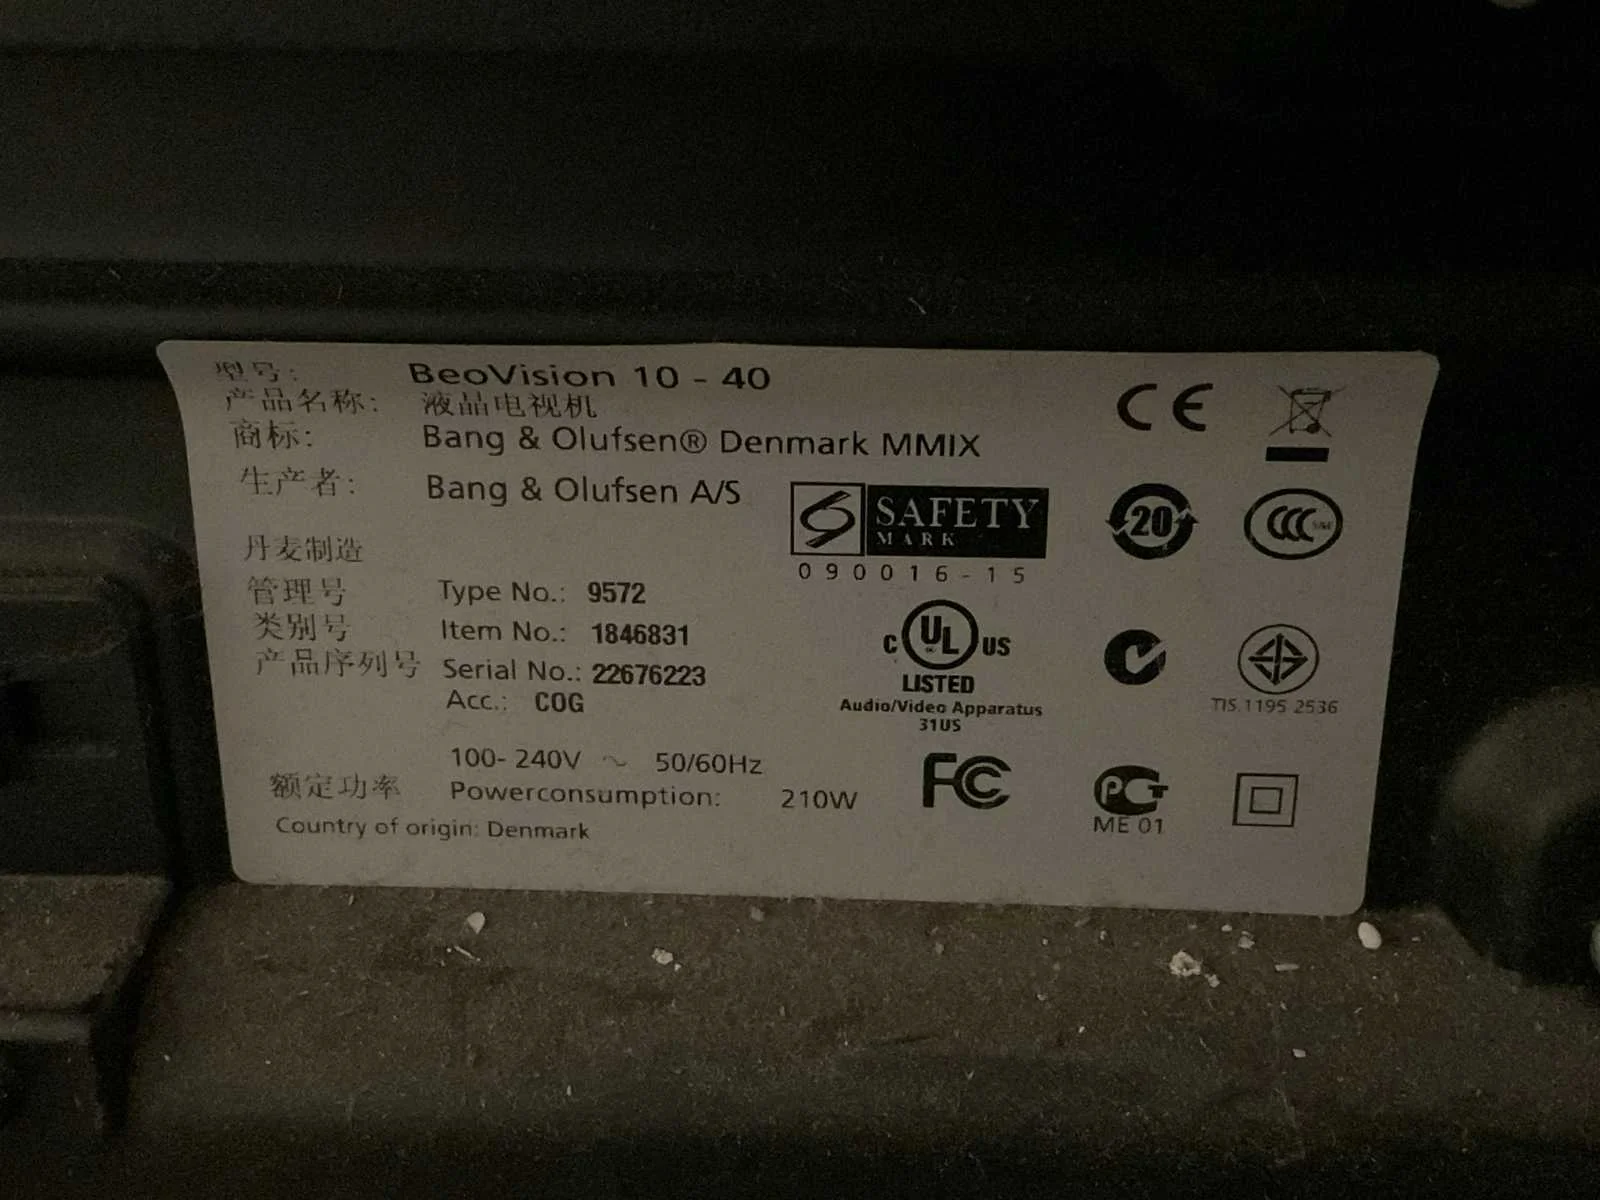 型号: BeoVision 10 - 40
产品名称: 液晶电视机
商标: Bang & Olufsen® Denmark MMIX
生产者: Bang & Olufsen A/S
SAFETY
MARK
090016-15
丹麦制造
管理号 Type No.: 9572
类别号 Item No.: 1846831
产品序列号 Serial No.: 22676223
Acc.: COG
100- 240V ~ 50/60Hz
额定功率 Powerconsumption: 210W
Country of origin: Denmark
C UL US
LISTED
Audio/Video Apparatus
31US
FC
CE
20
CCC
TIS 1195 2536
PCT
ME 01